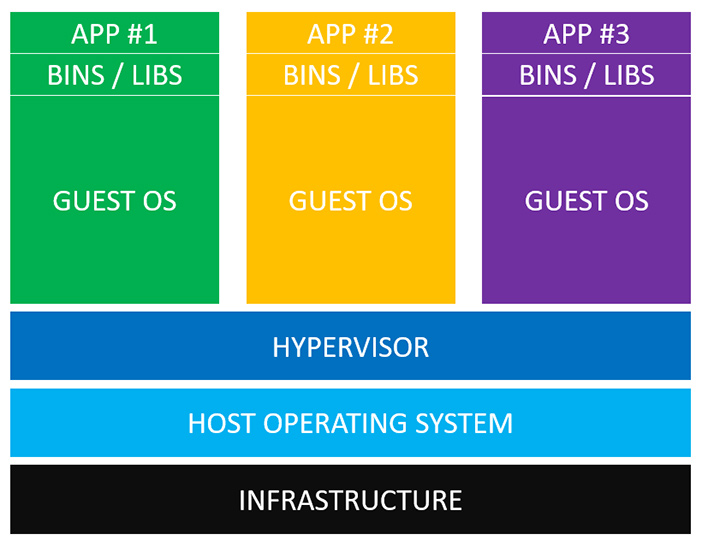 APP #1
BINS / LIBS
GUEST OS
APP #2
BINS / LIBS
GUEST OS
APP #3
BINS / LIBS
GUEST OS
HYPERVISOR
HOST OPERATING SYSTEM
INFRASTRUCTURE